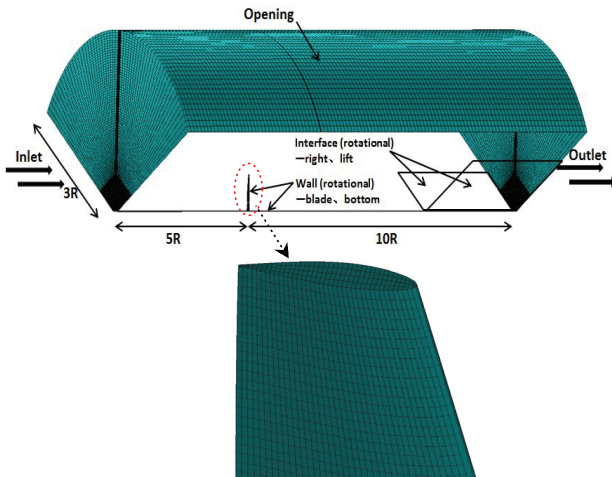 Opening
Inlet
3R
Interface (rotational)
—right、lift
Outlet
Wall (rotational)
—blade、bottom
5R
10R